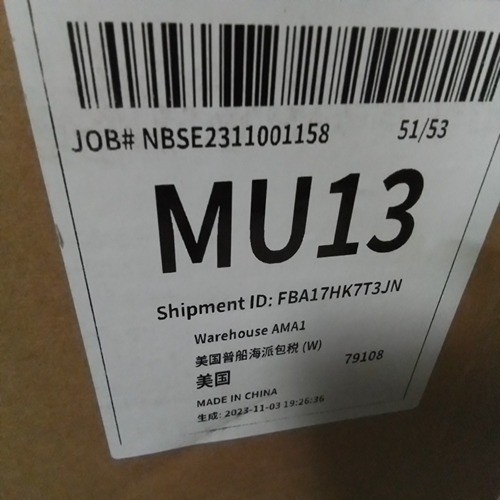 JOB# NBSE2311001158 51/53
MU13
Shipment ID: FBA17HK7T3JN
Warehouse AMA1
美国普船海派包税 (W) 79108
美国
MADE IN CHINA
生成: 2023-11-03 19:26:36